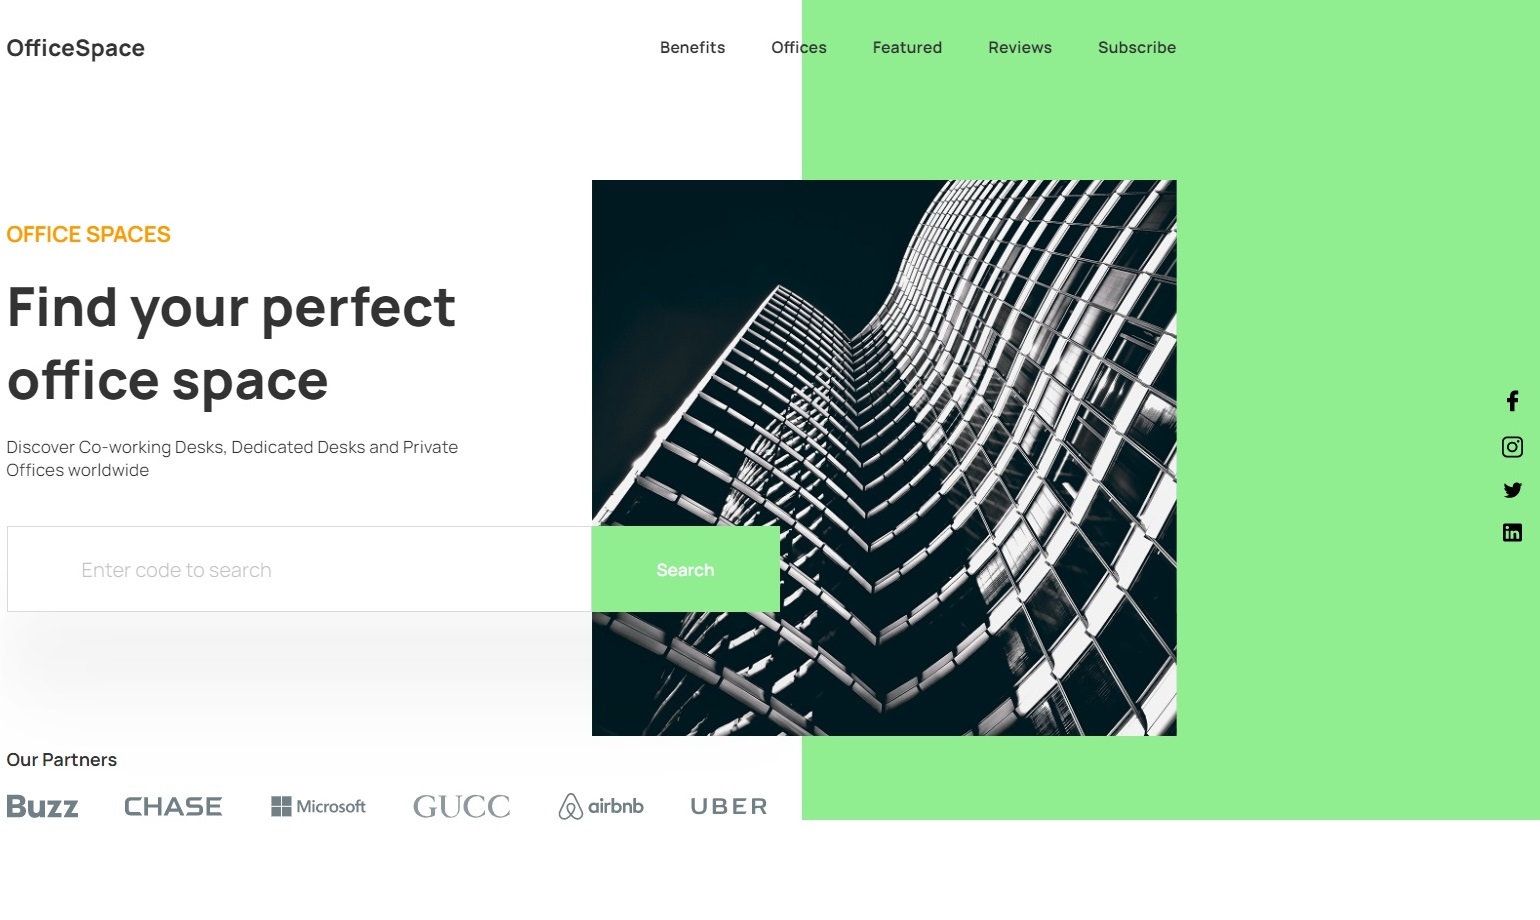 OfficeSpace
Benefits Offices Featured Reviews Subscribe
OFFICE SPACES
Find your perfect
office space
Discover Co-working Desks, Dedicated Desks and Private
Offices worldwide
Enter code to search
Search
Our Partners
Buzz CHASE Microsoft GUCC airbnb UBER